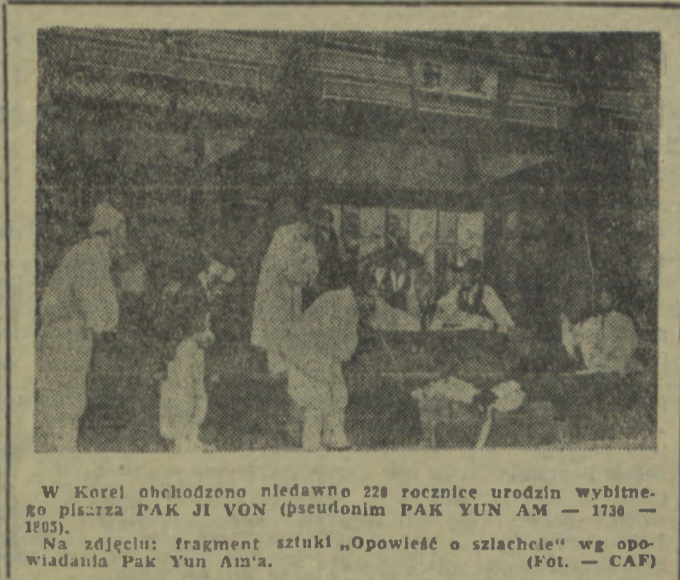 W Korei obchodzono niedawno 220 rocznicę urodzin wybitne-
go pisarza PAK JI VON (pseudonim PAK YUN AM — 1730 —
1805).
Na zdjęciu: fragment sztuki „Opowieść o szlachcie" wg opo-
wiadania Pak Yun Am'a. (Fot. — CAF)